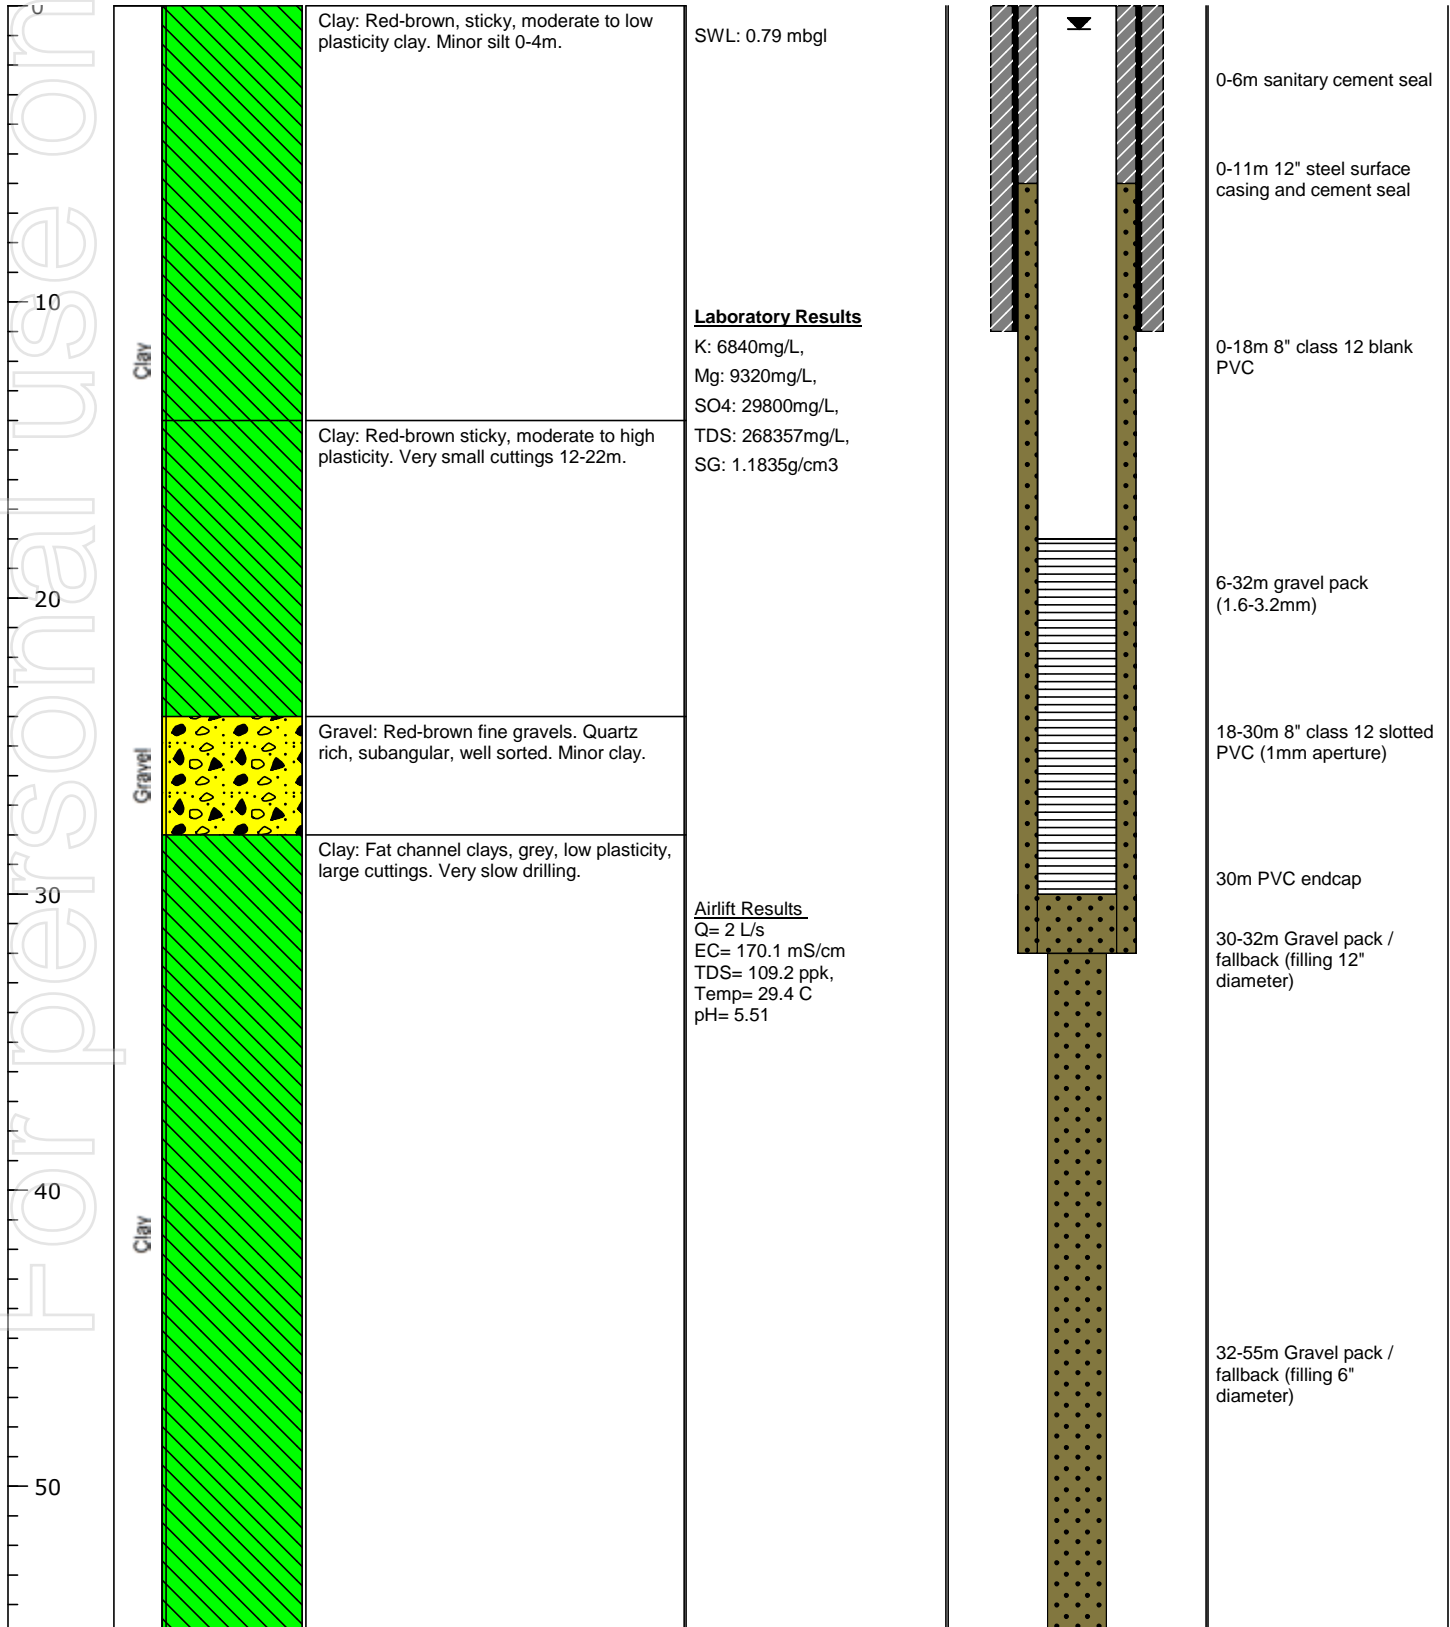 For personal use on
0
10
20
30
40
50
Clay
Gravel
Clay
Clay: Red-brown, sticky, moderate to low
plasticity clay. Minor silt 0-4m.
Clay: Red-brown sticky, moderate to high
plasticity. Very small cuttings 12-22m.
Gravel: Red-brown fine gravels. Quartz
rich, subangular, well sorted. Minor clay.
Clay: Fat channel clays, grey, low plasticity,
large cuttings. Very slow drilling.
SWL: 0.79 mbgl
Laboratory Results
K: 6840mg/L,
Mg: 9320mg/L,
SO4: 29800mg/L,
TDS: 268357mg/L,
SG: 1.1835g/cm3
Airlift Results
Q= 2 L/s
EC= 170.1 mS/cm
TDS= 109.2 ppk,
Temp= 29.4 C
pH= 5.51
0-6m sanitary cement seal
0-11m 12" steel surface
casing and cement seal
0-18m 8" class 12 blank
PVC
6-32m gravel pack
(1.6-3.2mm)
18-30m 8" class 12 slotted
PVC (1mm aperture)
30m PVC endcap
30-32m Gravel pack /
fallback (filling 12"
diameter)
32-55m Gravel pack /
fallback (filling 6"
diameter)